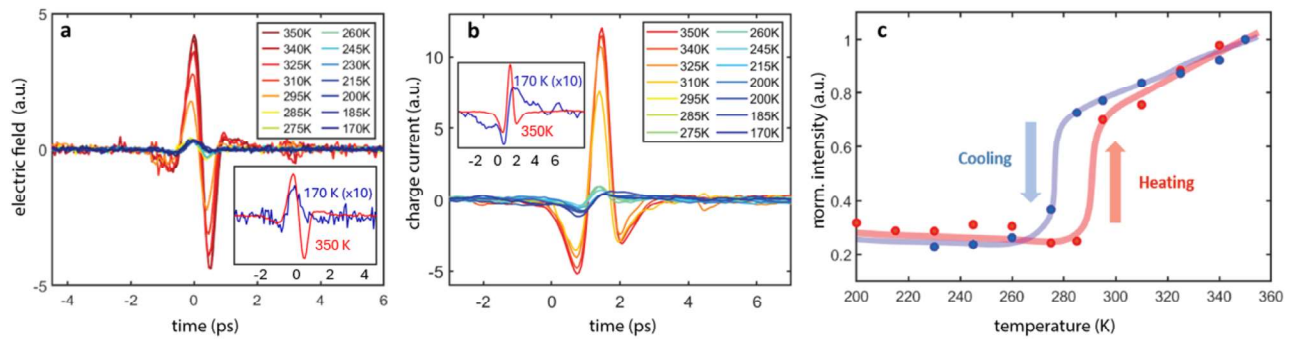 a
350K 260K
340K 245K
325K 230K
310K 215K
295K 200K
285K 185K
275K 170K
170 K (x10)
350 K
-2 0 2 4
electric field (a.u.)
5
0
-5
-4 -2 0 2 4 6
time (ps)
b
350K 260K
340K 245K
325K 215K
310K 200K
295K 200K
285K 185K
275K 170K
170 K (x10)
350K
-2 0 2 4 6
charge current (a.u.)
10
5
0
-5
-2 0 2 4 6
time (ps)
c
Cooling
Heating
norm. intensity (a.u.)
1
0.8
0.6
0.4
0.2
200 220 240 260 280 300 320 340 360
temperature (K)